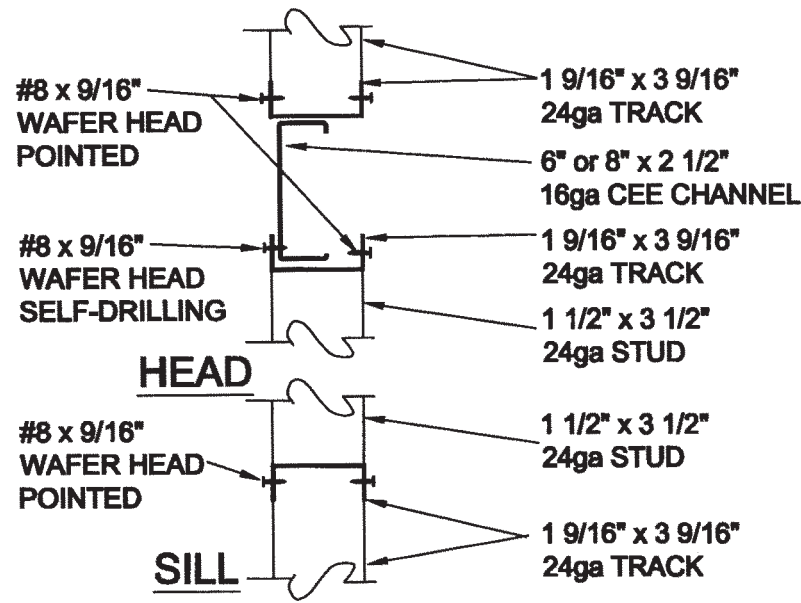 #8 x 9/16"
WAFER HEAD
POINTED
1 9/16" x 3 9/16"
24ga TRACK
6" or 8" x 2 1/2"
16ga CEE CHANNEL
#8 x 9/16"
WAFER HEAD
SELF-DRILLING
1 9/16" x 3 9/16"
24ga TRACK
1 1/2" x 3 1/2"
24ga STUD
HEAD
#8 x 9/16"
WAFER HEAD
POINTED
1 1/2" x 3 1/2"
24ga STUD
1 9/16" x 3 9/16"
24ga TRACK
SILL